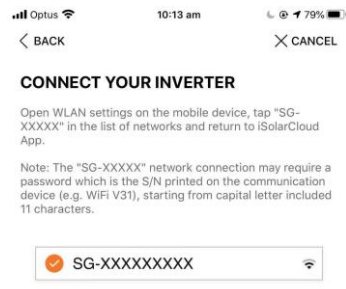 Optus 10:13 am 79%
BACK CANCEL
CONNECT YOUR INVERTER
Open WLAN settings on the mobile device, tap "SG-
XXXXX" in the list of networks and return to iSolarCloud
App.
Note: The "SG-XXXXX" network connection may require a
password which is the S/N printed on the communication
device (e.g. WiFi V31), starting from capital letter included
11 characters.
SG-XXXXXXXXX